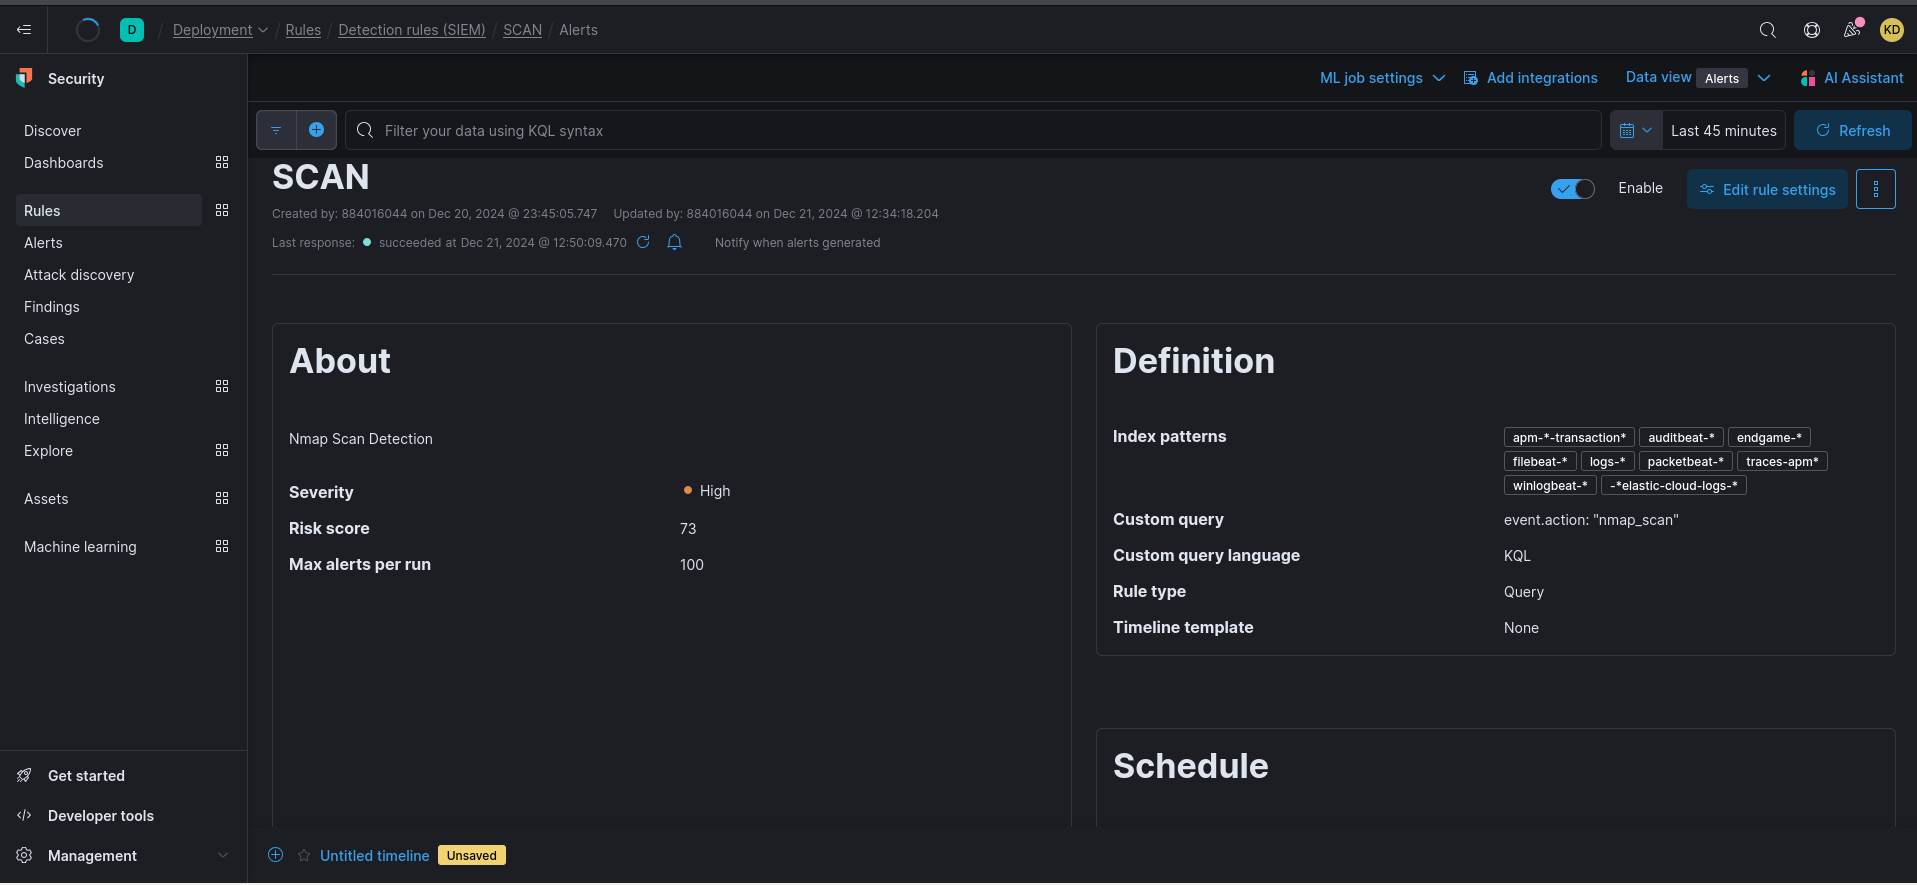 D / Deployment / Rules / Detection rules (SIEM) / SCAN / Alerts KD
Security
ML job settings Add integrations Data view Alerts AI Assistant
Filter your data using KQL syntax Last 45 minutes Refresh
Discover
Dashboards
Rules
Alerts
Attack discovery
Findings
Cases
Investigations
Intelligence
Explore
Assets
Machine learning
Get started
Developer tools
Management
SCAN
Enable Edit rule settings
Created by: 884016044 on Dec 20, 2024 @ 23:45:05.747 Updated by: 884016044 on Dec 21, 2024 @ 12:34:18.204
Last response: succeeded at Dec 21, 2024 @ 12:50:09.470 Notify when alerts generated
About
Nmap Scan Detection
Severity High
Risk score 73
Max alerts per run 100
Definition
Index patterns apm-*-transaction* auditbeat-* endgame-*
filebeat-* logs-* packetbeat-* traces-apm*
winlogbeat-* -*elastic-cloud-logs-*
Custom query event.action: "nmap_scan"
Custom query language KQL
Rule type Query
Timeline template None
Schedule
Untitled timeline Unsaved